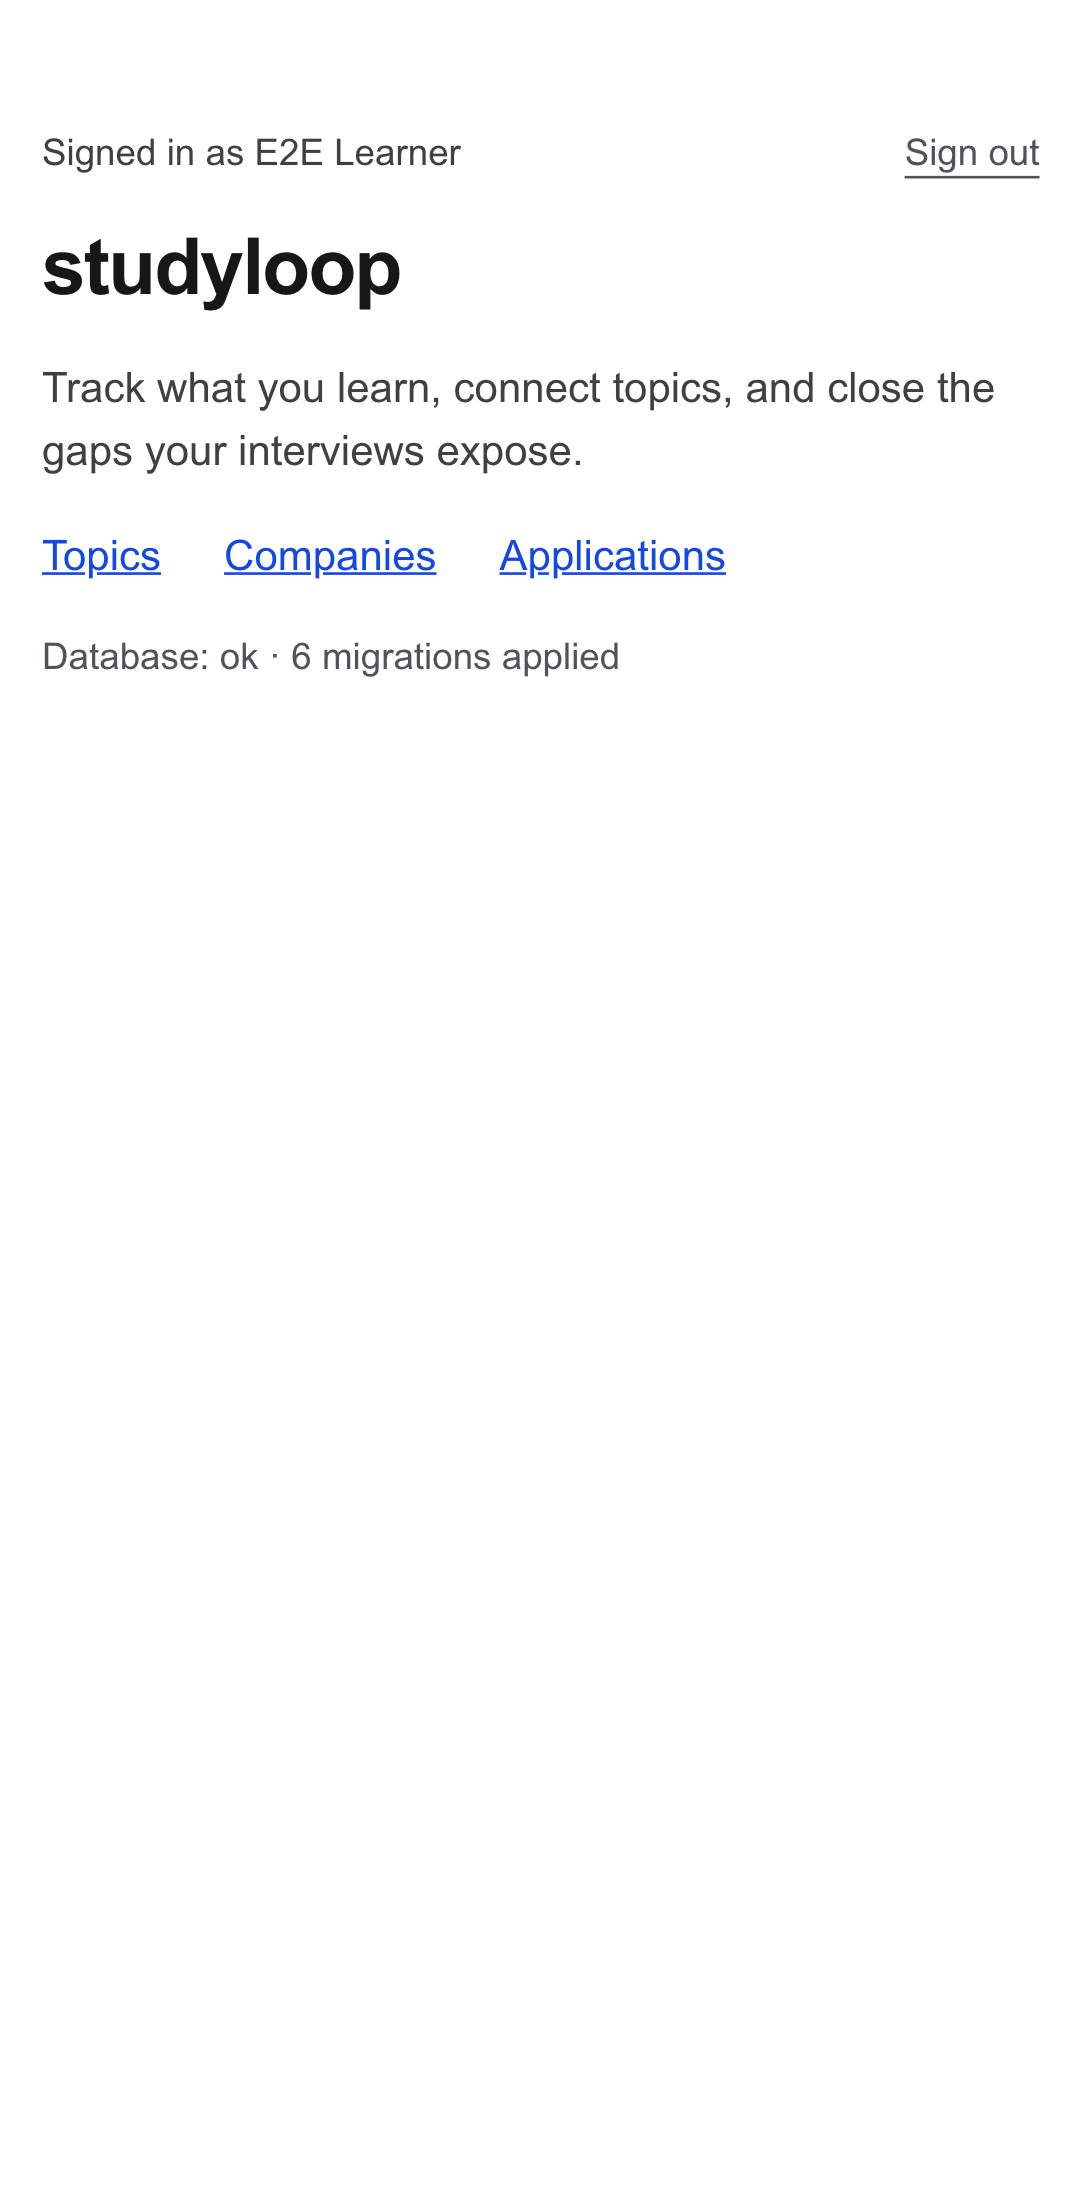 Signed in as E2E Learner
Sign out
studyloop
Track what you learn, connect topics, and close the
gaps your interviews expose.
Topics Companies Applications
Database: ok · 6 migrations applied